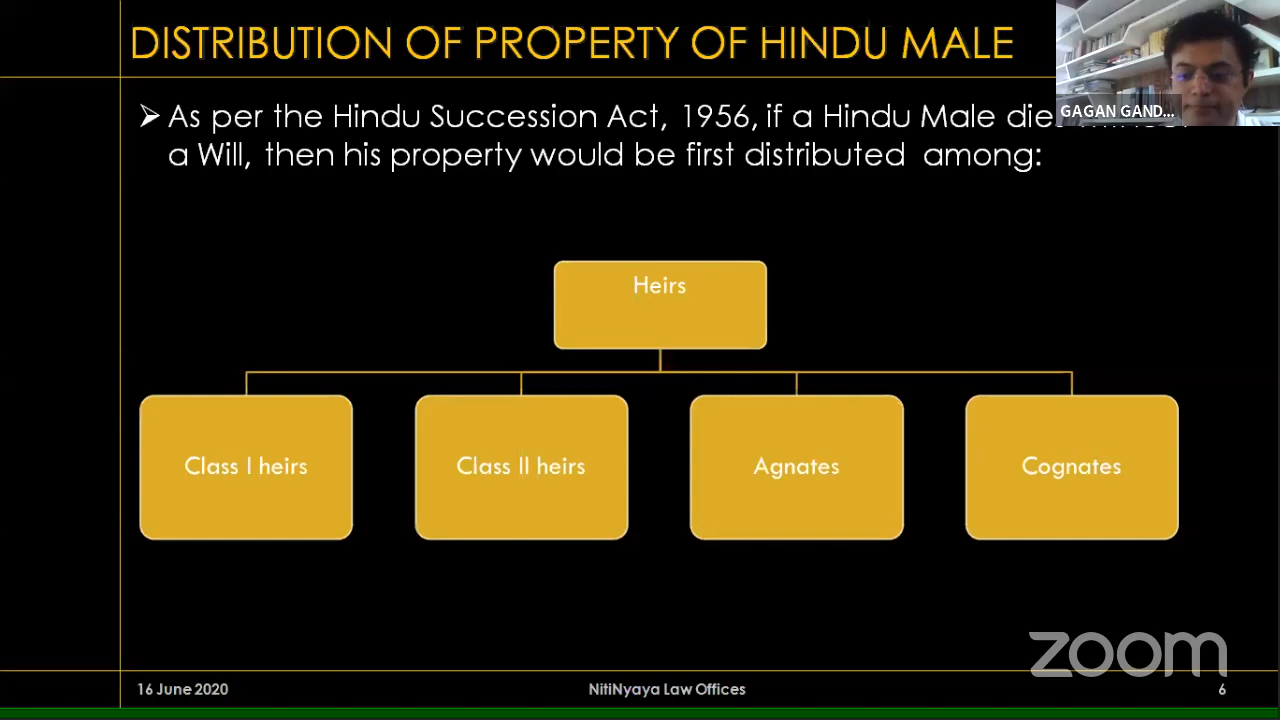 DISTRIBUTION OF PROPERTY OF HINDU MALE
GAGAN GAND...
➢ As per the Hindu Succession Act, 1956, if a Hindu Male
a Will, then his property would be first distributed among:
Heirs
Class I heirs
Class II heirs
Agnates
Cognates
zoom
16 June 2020
NitiNyaya Law Offices
6